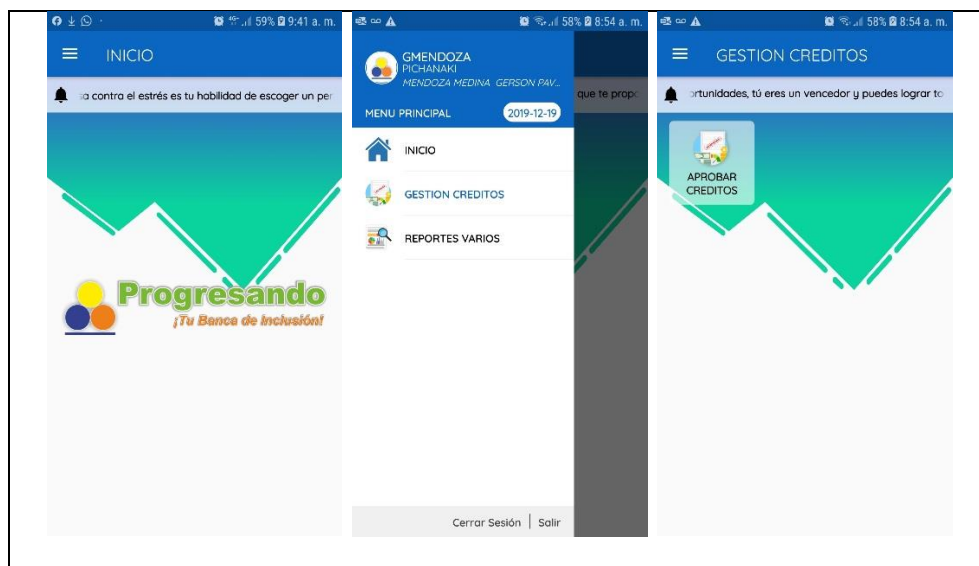 59% 9:41 a. m.
INICIO
a contra el estrés es tu habilidad de escoger un per
Progresando
¡Tu Banca de Inclusión!
58% 8:54 a. m.
GMENDOZA
PICHANAKI
MENDOZA MEDINA GERSON PAV...
que te propo
MENU PRINCIPAL
2019-12-19
INICIO
GESTION CREDITOS
REPORTES VARIOS
Cerrar Sesión | Salir
58% 8:54 a. m.
GESTION CREDITOS
ortunidades, tú eres un vencedor y puedes lograr to
APROBAR
CREDITOS